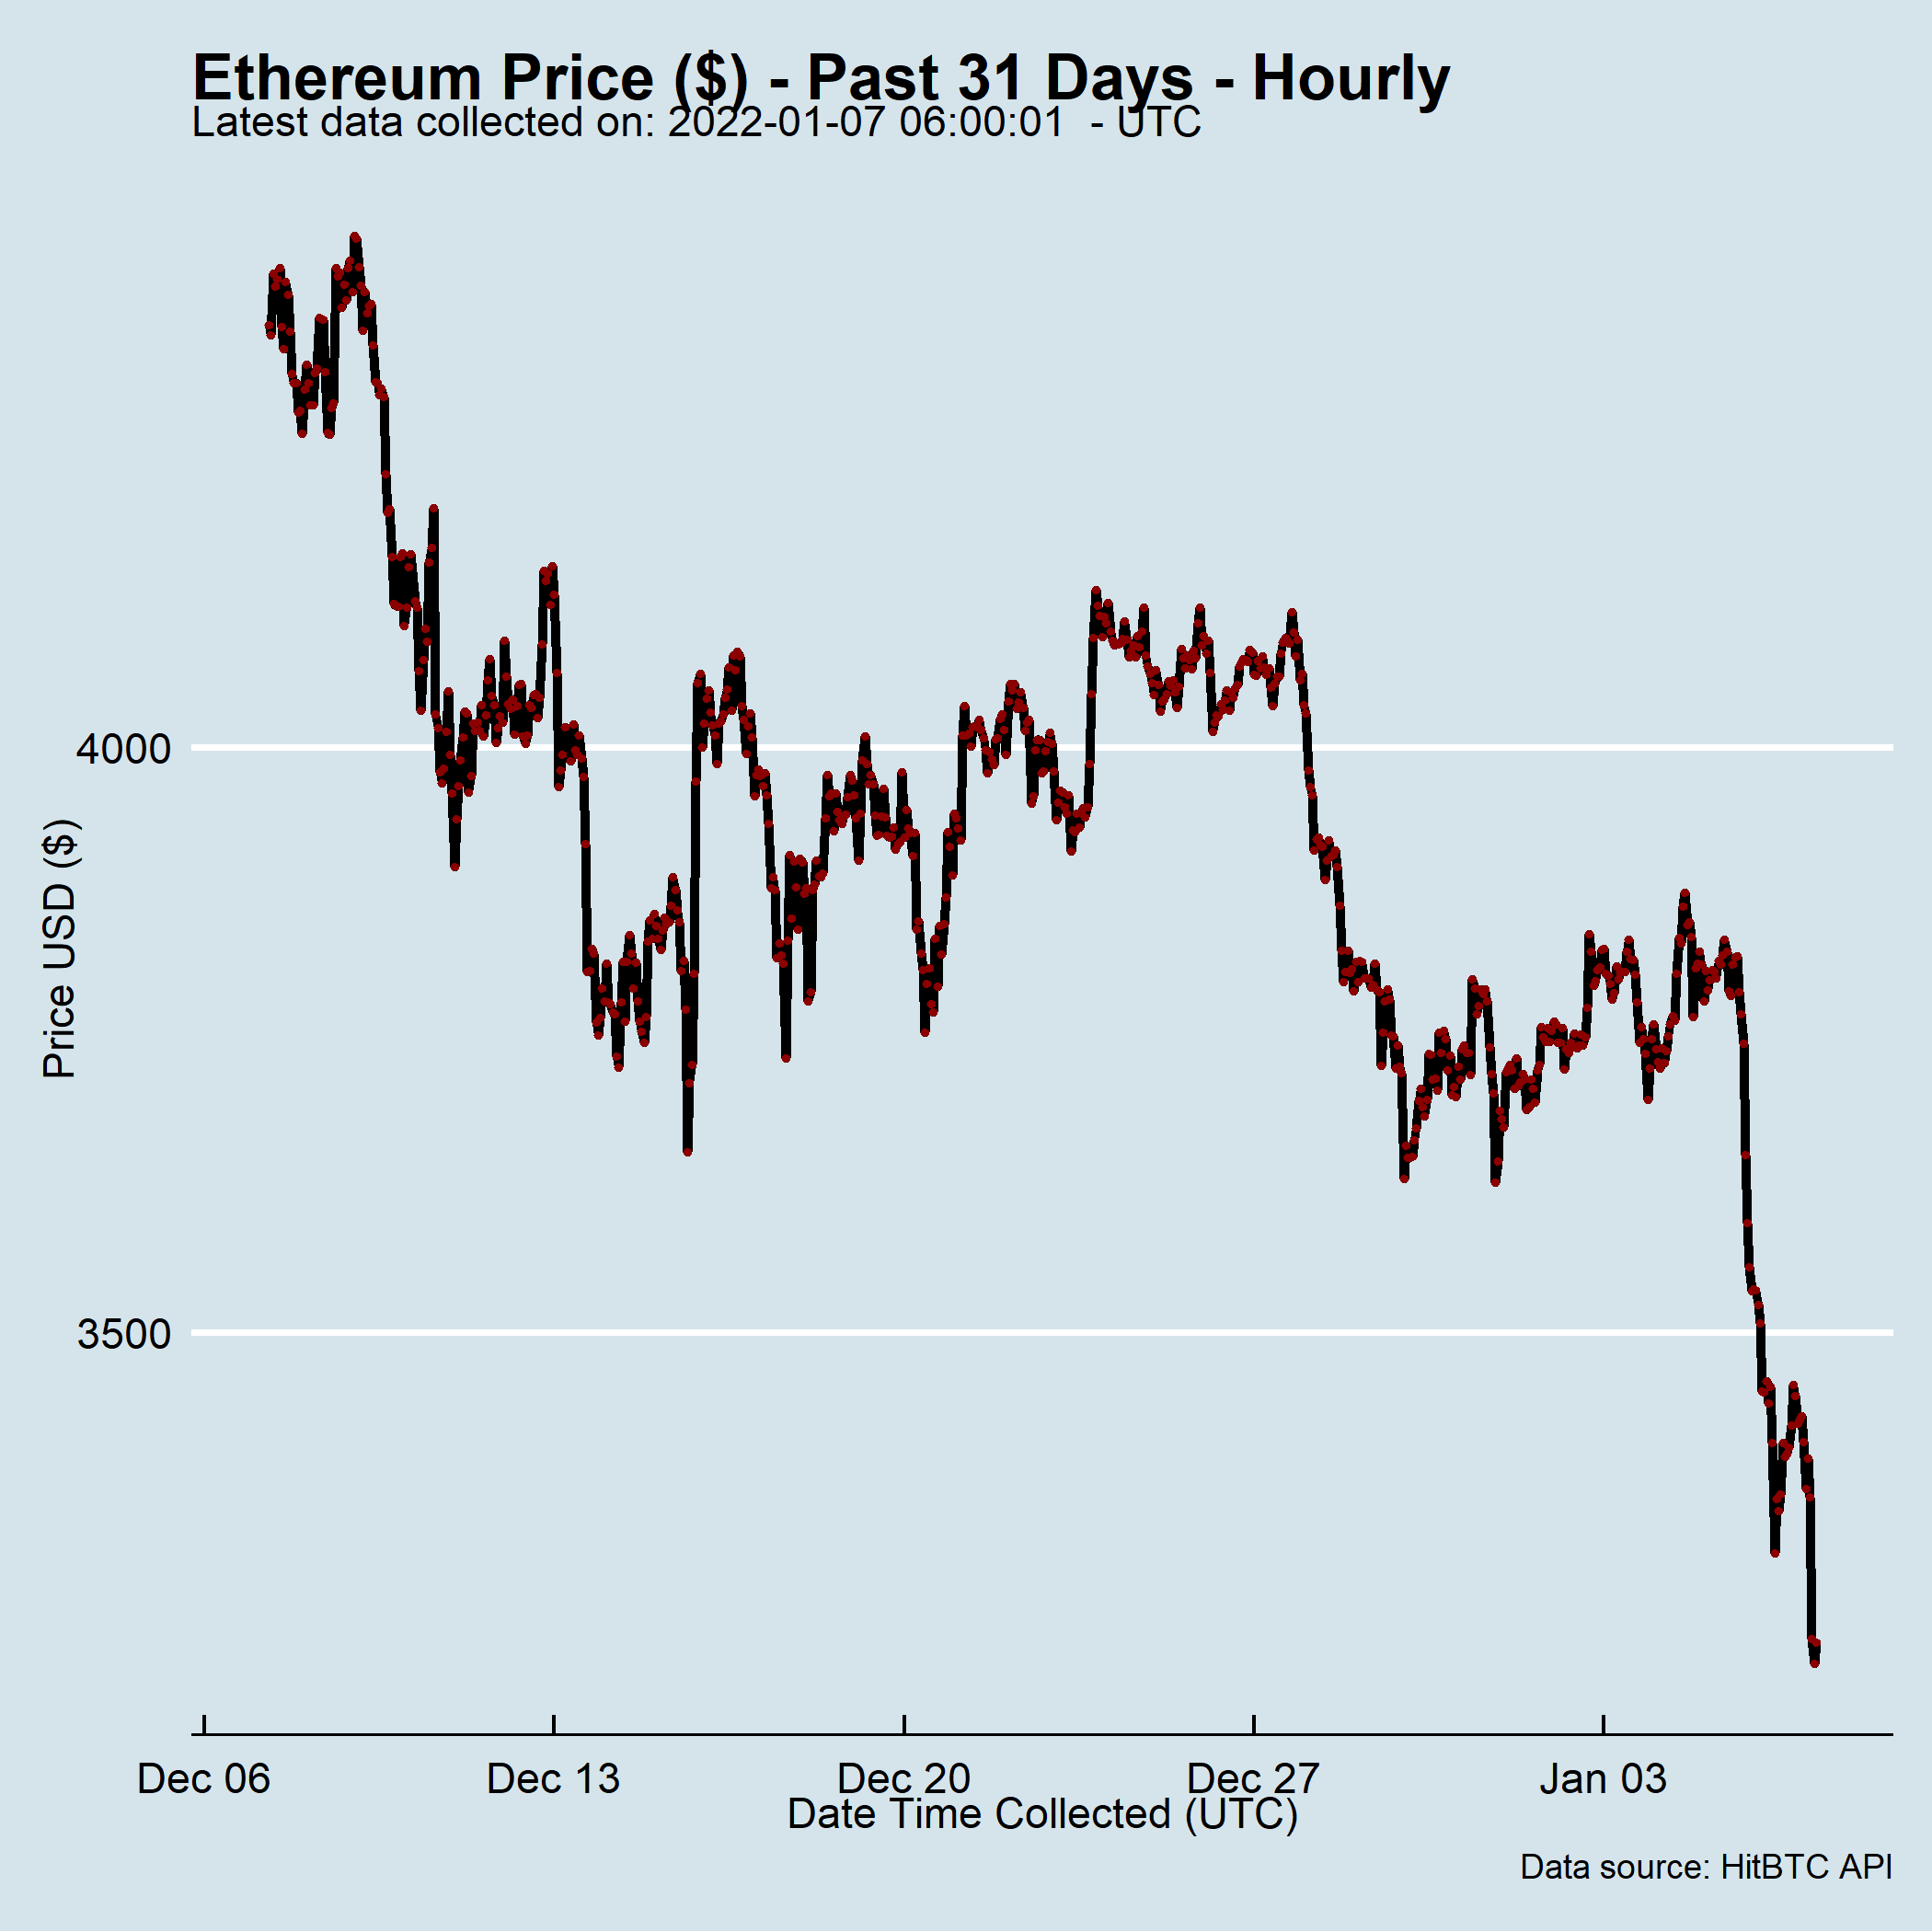 Ethereum Price ($) - Past 31 Days - Hourly
Latest data collected on: 2022-01-07 06:00:01  - UTC
Price USD ($)
4000
3500
Dec 06
Dec 13
Dec 20
Dec 27
Jan 03
Date Time Collected (UTC)
Data source: HitBTC API